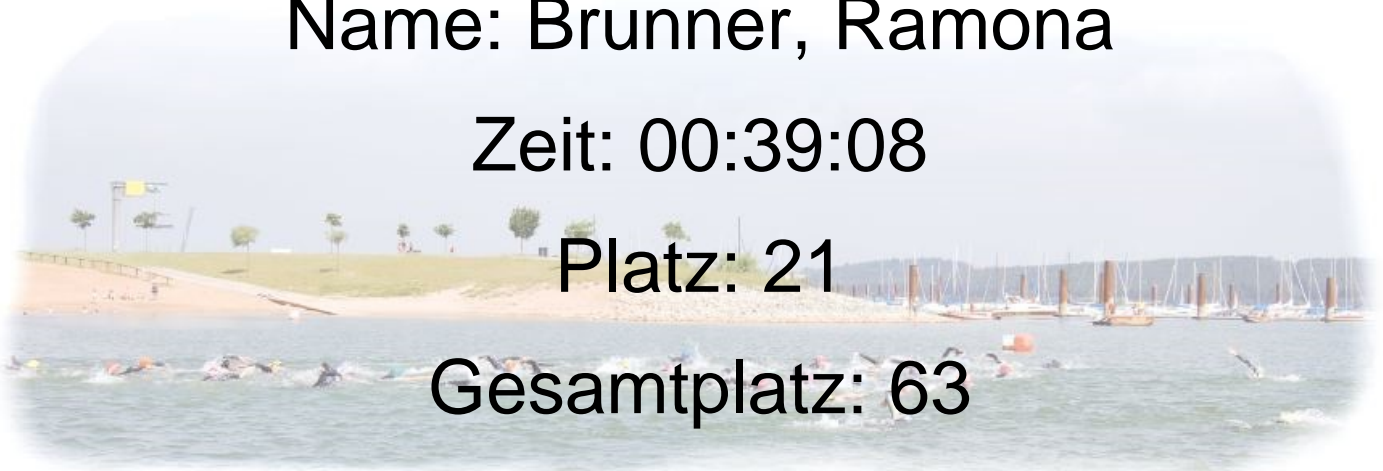 Name: Brunner, Ramona
Zeit: 00:39:08
Platz: 21
Gesamtplatz: 63